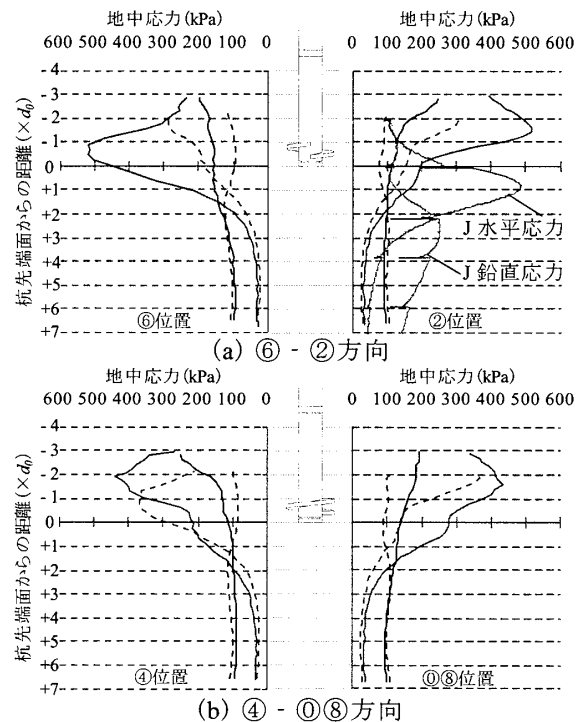 地中応力(kPa) 地中応力(kPa)
600 400 200 100 0 0 100 200 300 400 500 600
杭先端面からの距離(×d₀)
- 4
- 3
- 2
- 1
0
+1
+2
+3
+4
+5
+6
+7
J 水平応力
J 鉛直応力
⑥位置 ②位置
(a) ⑥ - ②方向
地中応力(kPa) 地中応力(kPa)
600 400 200 100 0 0 100 200 300 400 600
杭先端面からの距離(×d₀)
- 4
- 3
- 2
- 1
0
+1
+2
+3
+4
+5
+6
+7
④位置 ⓪⑧位置
(b) ④ - ⓪⑧方向